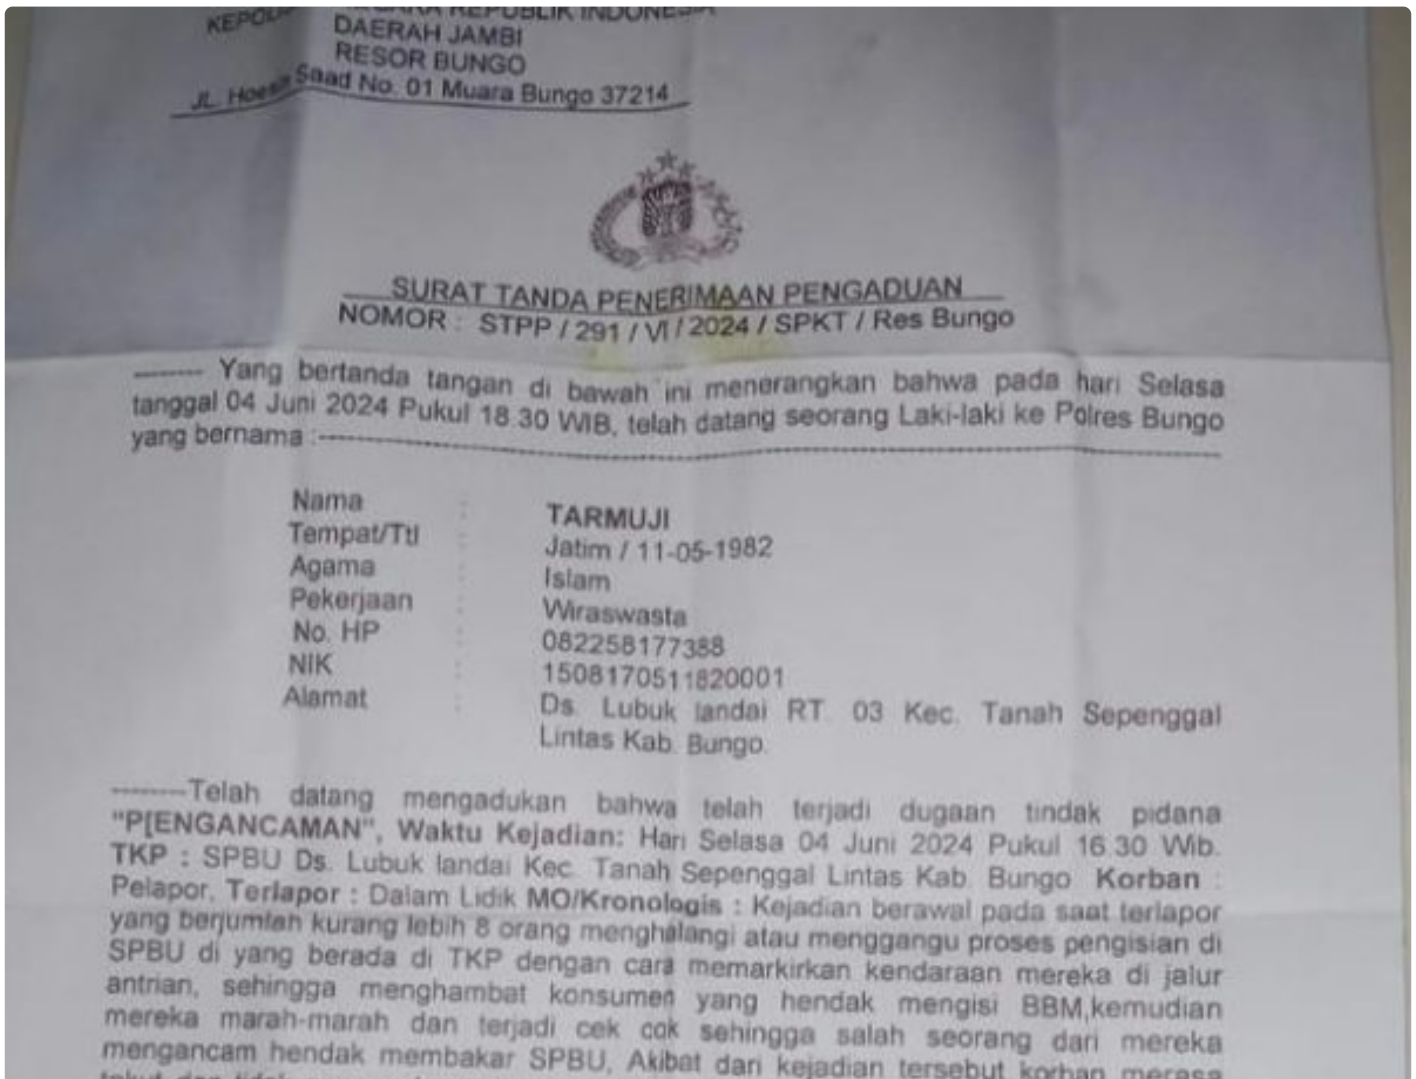 REPUBLIK INDONESIA
DAERAH JAMBI
RESOR BUNGO
JL. Hoesin Saad No. 01 Muara Bungo 37214
SURAT TANDA PENERIMAAN PENGADUAN
NOMOR : STPP / 291 / VI / 2024 / SPKT / Res Bungo
-------- Yang bertanda tangan di bawah ini menerangkan bahwa pada hari Selasa
tanggal 04 Juni 2024 Pukul 18.30 WIB, telah datang seorang Laki-laki ke Polres Bungo
yang bernama :--------
Nama : TARMUJI
Tempat/Ttl : Jatim / 11-05-1982
Agama : Islam
Pekerjaan : Wiraswasta
No. HP : 082258177388
NIK : 1508170511820001
Alamat : Ds. Lubuk landai RT. 03 Kec. Tanah Sepenggal
Lintas Kab. Bungo.
--------Telah datang mengadukan bahwa telah terjadi dugaan tindak pidana
"P[ENGANCAMAN", Waktu Kejadian: Hari Selasa 04 Juni 2024 Pukul 16.30 Wib.
TKP : SPBU Ds. Lubuk landai Kec. Tanah Sepenggal Lintas Kab. Bungo Korban :
Pelapor, Terlapor : Dalam Lidik MO/Kronologis : Kejadian berawal pada saat terlapor
yang berjumlah kurang lebih 8 orang menghalangi atau menggangu proses pengisian di
SPBU di yang berada di TKP dengan cara memarkirkan kendaraan mereka di jalur
antrian, sehingga menghambat konsumen yang hendak mengisi BBM,kemudian
mereka marah-marah dan terjadi cek cok sehingga salah seorang dari mereka
mengancam hendak membakar SPBU, Akibat dari kejadian tersebut korban merasa